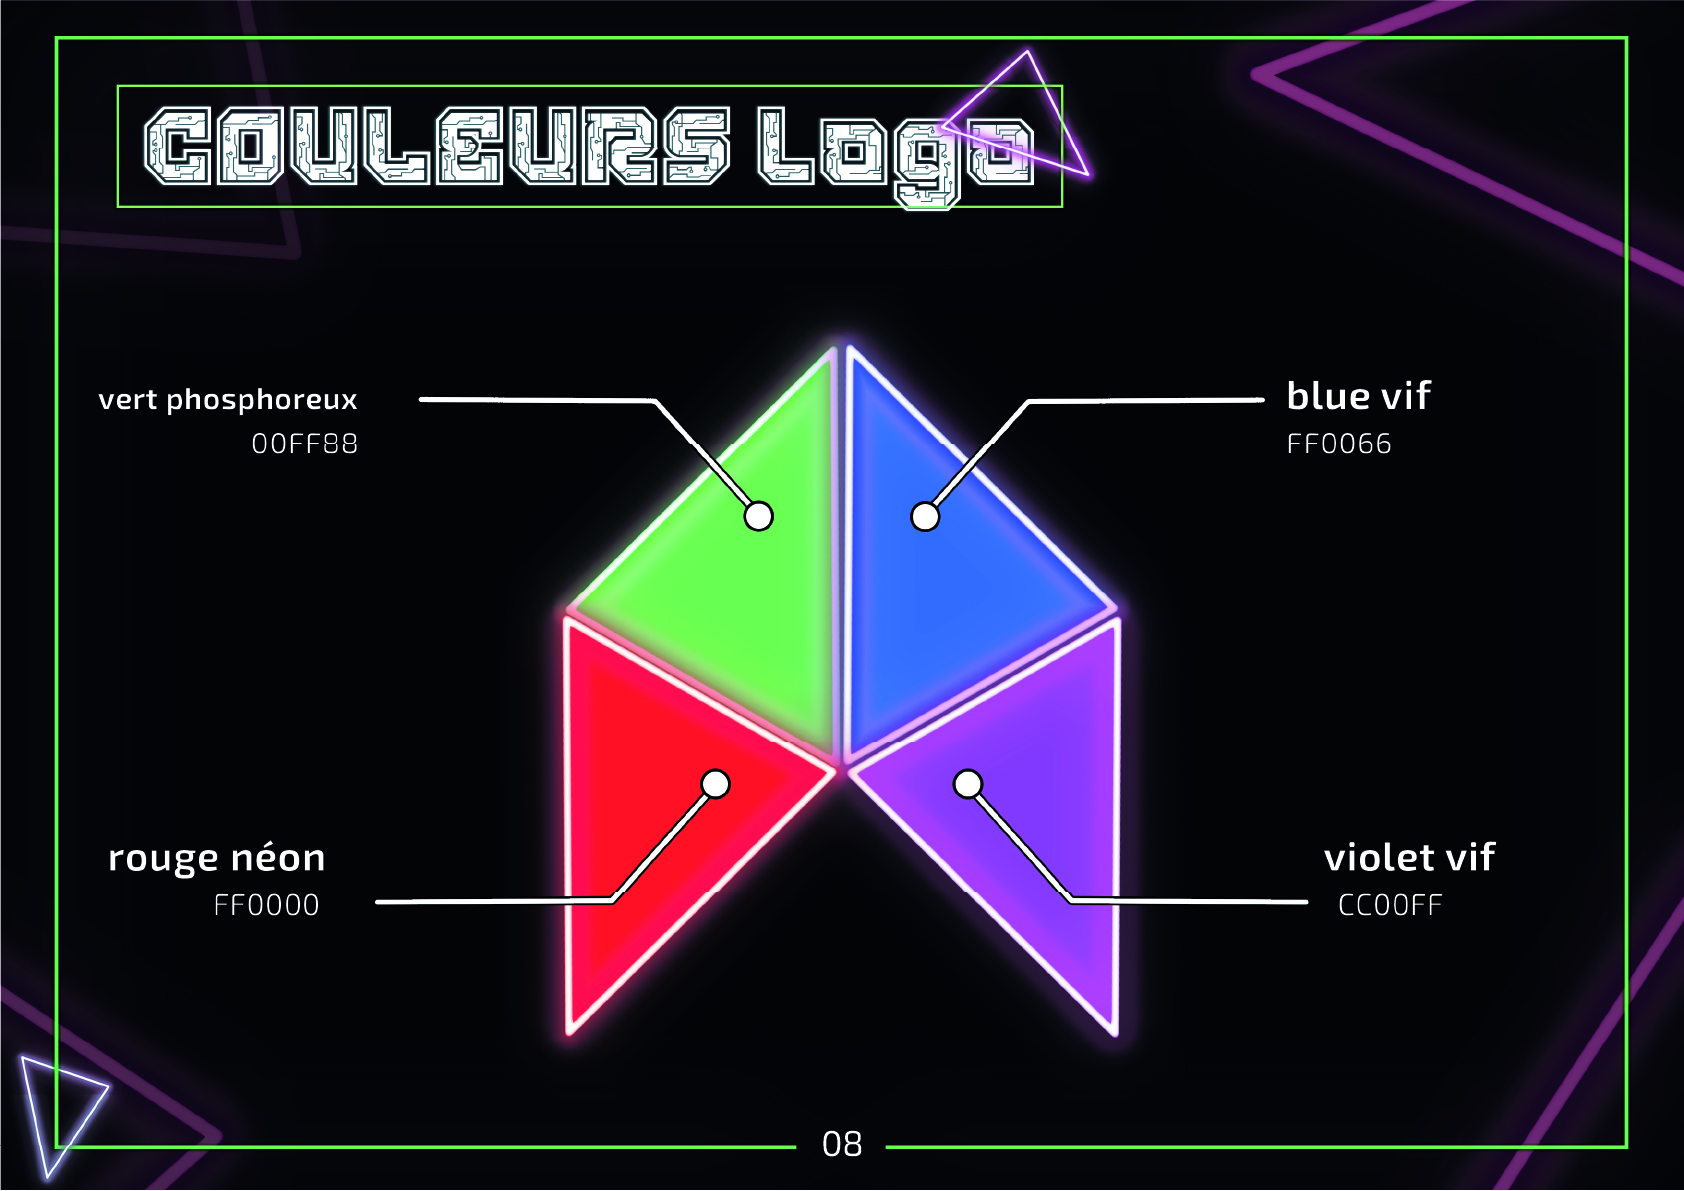 COULEURS Logo
vert phosphoreux
00FF88
blue vif
FF0066
rouge néon
FF0000
violet vif
CC00FF
08